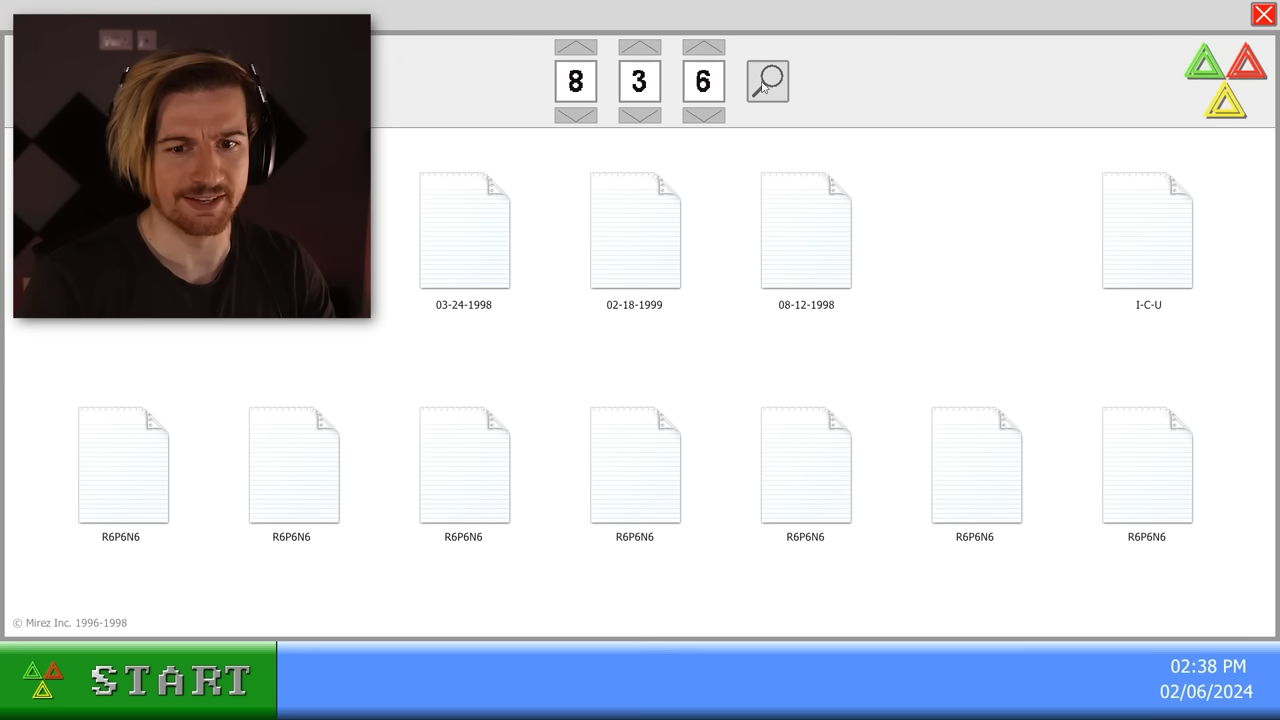 8 3 6
03-24-1998 02-18-1999 08-12-1998 I-C-U
R6P6N6 R6P6N6 R6P6N6 R6P6N6 R6P6N6 R6P6N6 R6P6N6
© Mirez Inc. 1996-1998
START
02:38 PM
02/06/2024